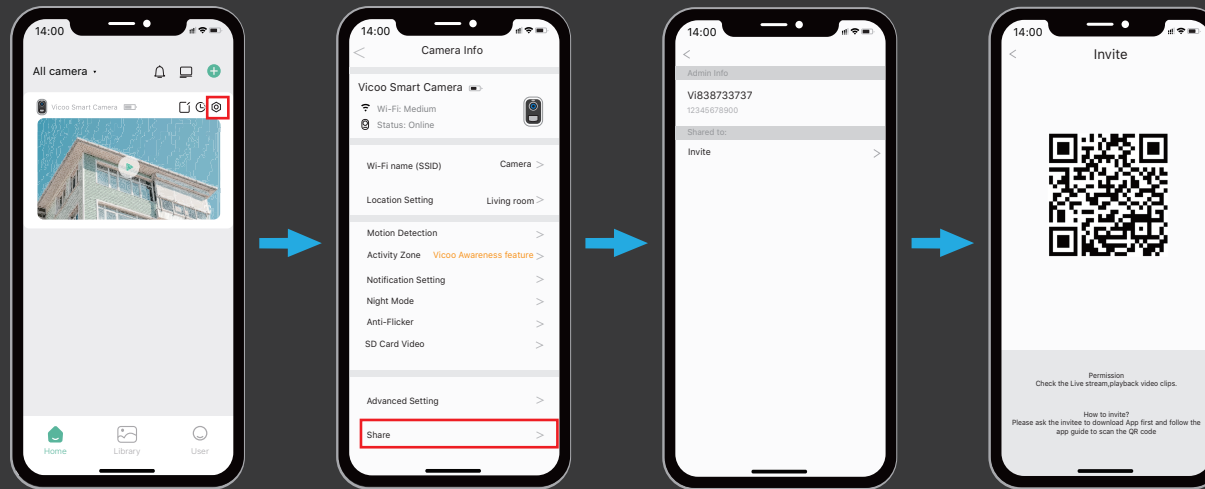 14:00
All camera
Vicoo Smart Camera
Home
Library
User
14:00
Camera Info
Vicoo Smart Camera
Wi-Fi: Medium
Status: Online
Wi-Fi name (SSID) Camera >
Location Setting Living room >
Motion Detection >
Activity Zone Vicoo Awareness feature >
Notification Setting >
Night Mode >
Anti-Flicker >
SD Card Video >
Advanced Setting >
Share >
14:00
Admin Info
Vi838733737
12345678900
Shared to:
Invite >
14:00
Invite
Permission
Check the Live stream,playback video clips.
How to invite?
Please ask the invitee to download App first and follow the
app guide to scan the QR code